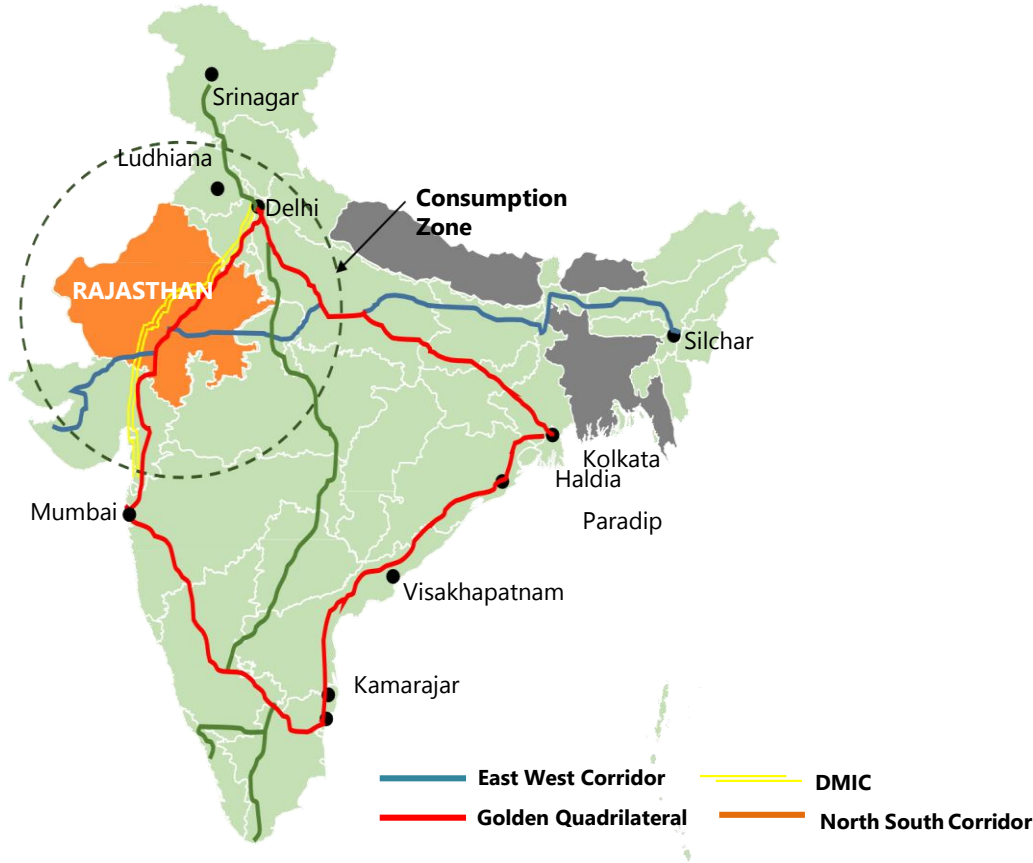 Srinagar
Ludhiana
Delhi
Consumption
Zone
RAJASTHAN
Silchar
Kolkata
Haldia
Mumbai
Paradip
Visakhapatnam
Kamarajar
East West Corridor
DMIC
Golden Quadrilateral
North South Corridor